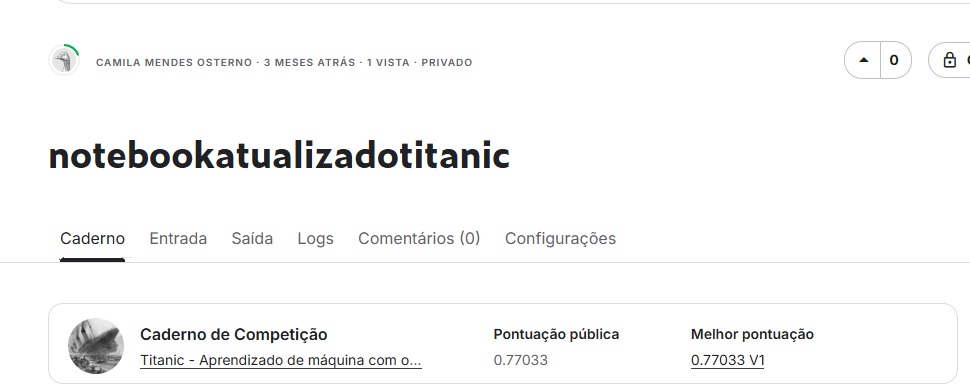 CAMILA MENDES OSTERNO · 3 MESES ATRÁS · 1 VISTA · PRIVADO
0
notebookatualizadotitanic
Caderno Entrada Saída Logs Comentários (0) Configurações
Caderno de Competição Pontuação pública Melhor pontuação
Titanic - Aprendizado de máquina com o... 0.77033 0.77033 V1